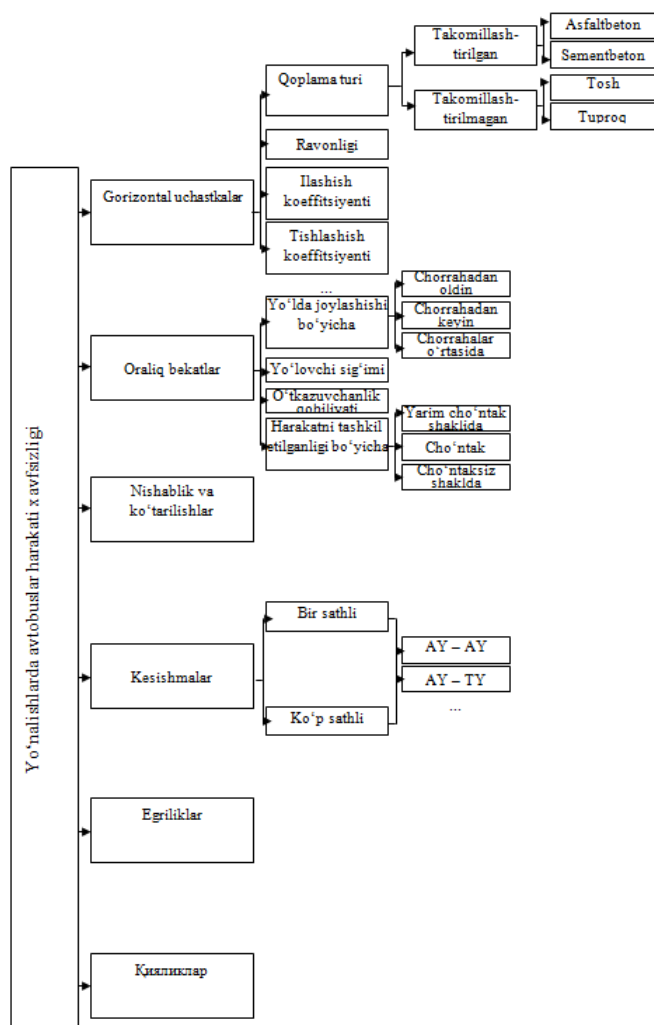 Yo‘nalishlarda avtobuslar harakati x avfsizligi
Gorizontal uchastkalar
Qoplama turi
Takomillash-
tirilgan
Asfaltbeton
Sementbeton
Takomillash-
tirilmagan
Tosh
Tuproq
Ravonligi
Ilashish
koeffitsiyenti
Tishlashish
koeffitsiyenti
...
Oraliq bekatlar
Yo‘lda joylashishi
bo‘yicha
Chorrahadan
oldin
Chorrahadan
keyin
Chorrahalar
o‘rtasida
Yo‘lovchi sig‘imi
O‘tkazuvchanlik
qobiliyati
Harakatni tashkil
etilganligi bo‘yicha
Yarim cho‘ntak
shaklida
Cho‘ntak
Cho‘ntaksiz
shaklda
Nishablik va
ko‘tarilishlar
Kesishmalar
Bir sathli
Ko‘p sathli
AY – AY
AY – TY
...
Egriliklar
Қияликлар